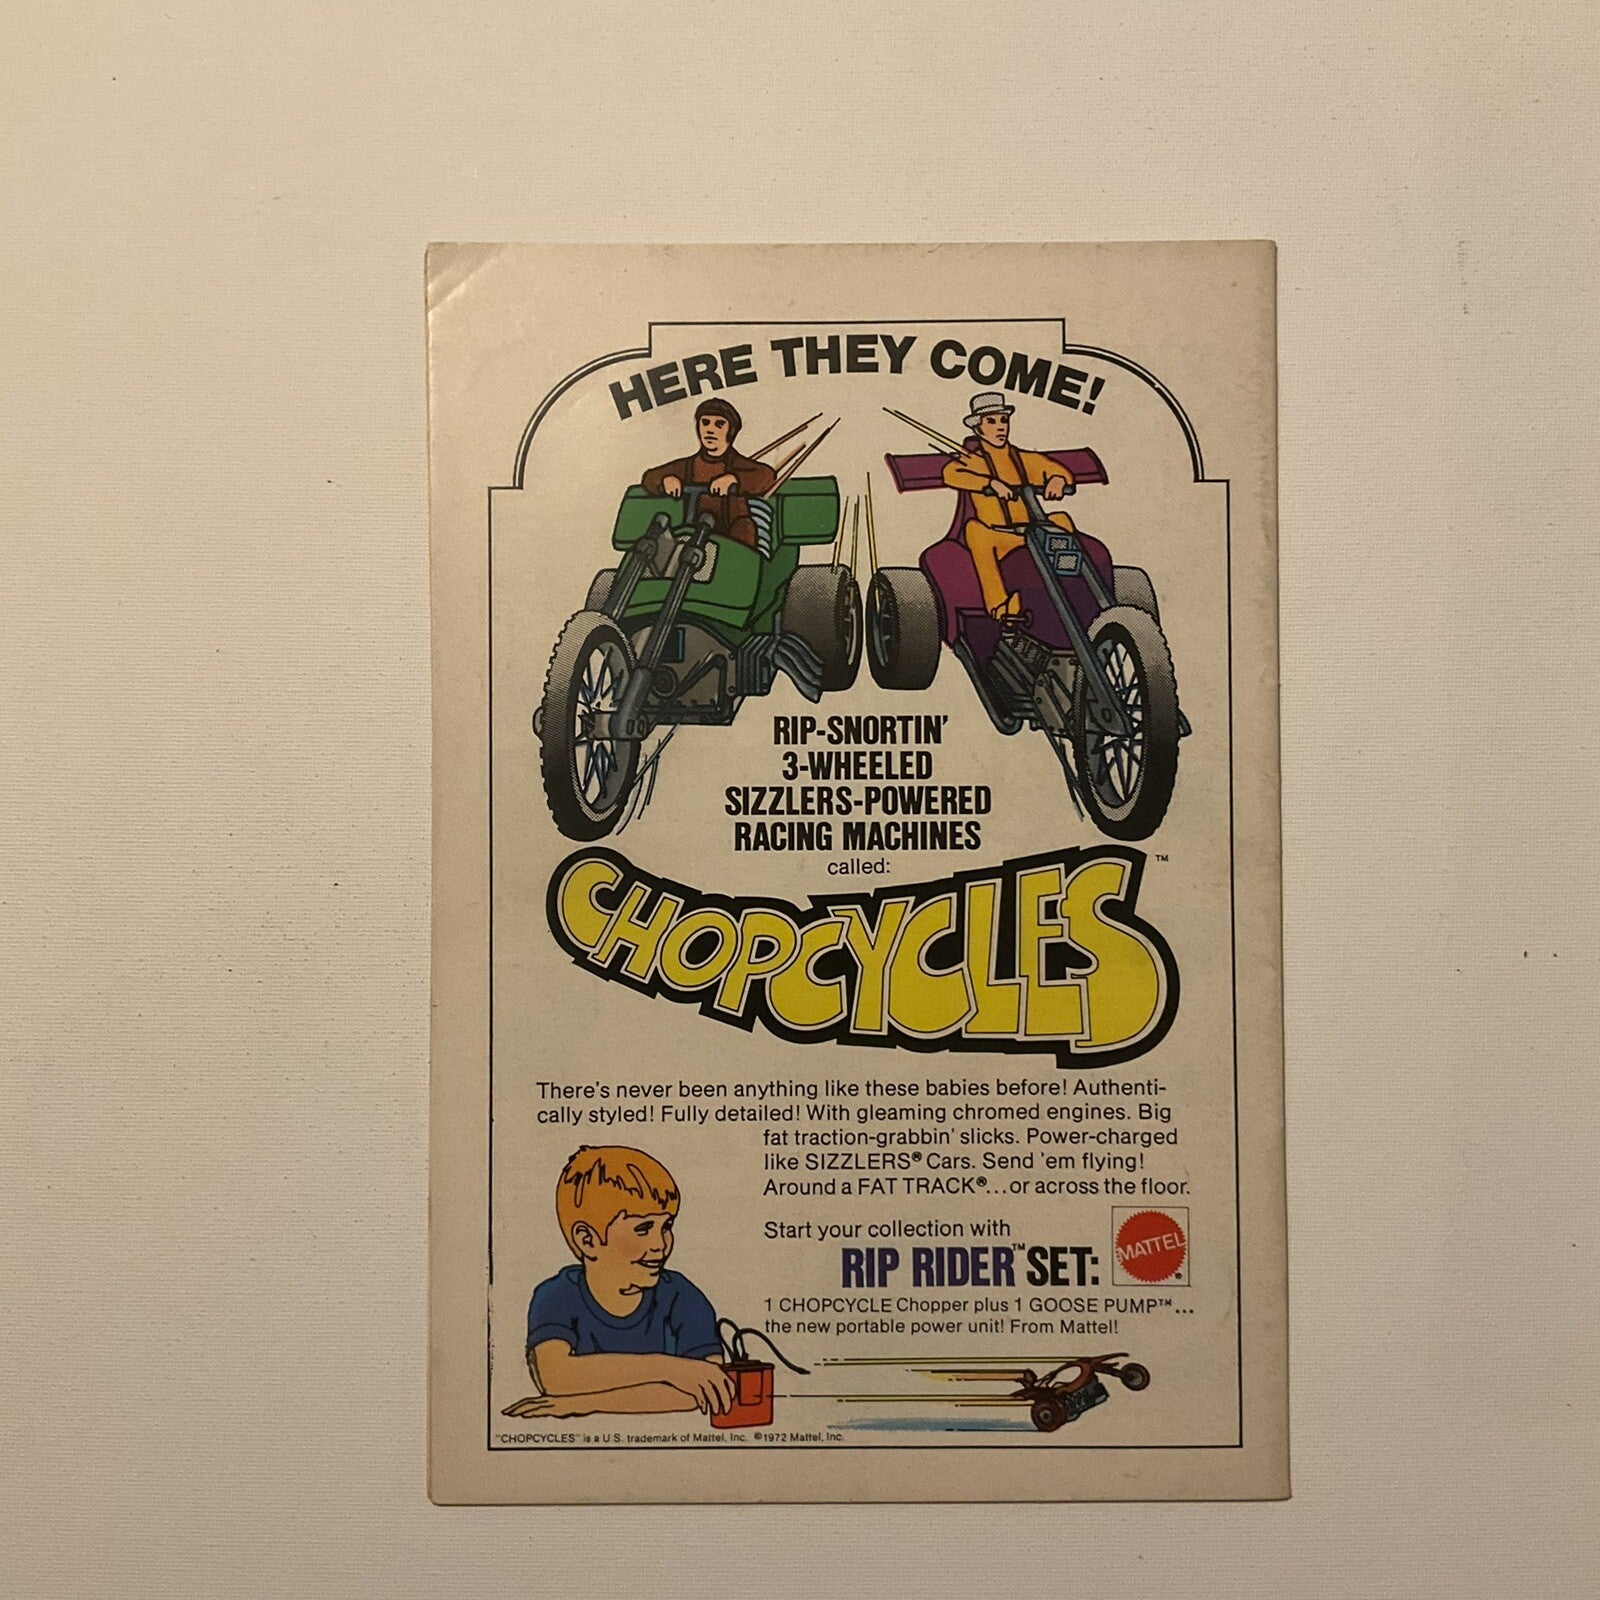 HERE THEY COME!
RIP-SNORTIN'
3-WHEELED
SIZZLERS-POWERED
RACING MACHINES
called:
CHOPCYCLES™
There's never been anything like these babies before! Authenti-
cally styled! Fully detailed! With gleaming chromed engines. Big
fat traction-grabbin' slicks. Power-charged
like SIZZLERS® Cars. Send 'em flying!
Around a FAT TRACK®...or across the floor.
Start your collection with
RIP RIDER™ SET:
MATTEL®
1 CHOPCYCLE Chopper plus 1 GOOSE PUMP™...
the new portable power unit! From Mattel!
"CHOPCYCLES" is a U.S. trademark of Mattel, Inc. ©1972 Mattel, Inc.